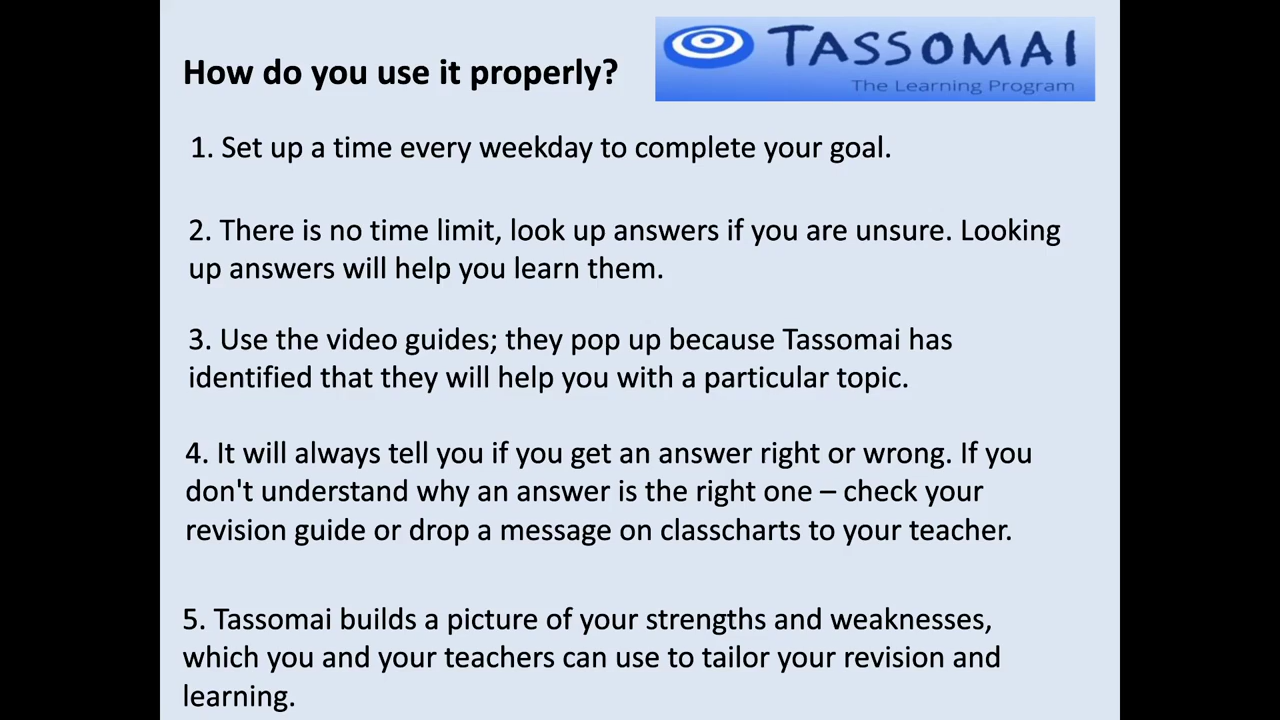 How do you use it properly?
TASSOMAI
The Learning Program
1. Set up a time every weekday to complete your goal.
2. There is no time limit, look up answers if you are unsure. Looking
up answers will help you learn them.
3. Use the video guides; they pop up because Tassomai has
identified that they will help you with a particular topic.
4. It will always tell you if you get an answer right or wrong. If you
don't understand why an answer is the right one – check your
revision guide or drop a message on classcharts to your teacher.
5. Tassomai builds a picture of your strengths and weaknesses,
which you and your teachers can use to tailor your revision and
learning.